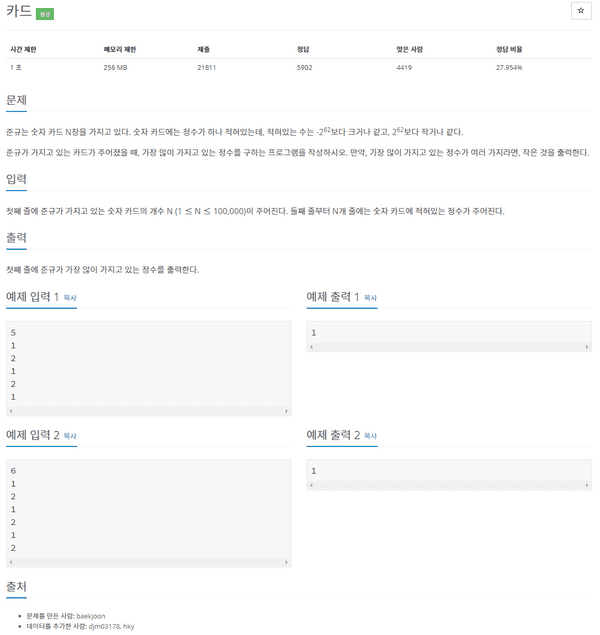 카드 성공
☆
시간 제한 메모리 제한 제출 정답 맞은 사람 정답 비율
1 초 256 MB 21811 5902 4419 27.954%
문제
준규는 숫자 카드 N장을 가지고 있다. 숫자 카드에는 정수가 하나 적혀있는데, 적혀있는 수는 -2^62보다 크거나 같고, 2^62보다 작거나 같다.
준규가 가지고 있는 카드가 주어졌을 때, 가장 많이 가지고 있는 정수를 구하는 프로그램을 작성하시오. 만약, 가장 많이 가지고 있는 정수가 여러 가지라면, 작은 것을 출력한다.
입력
첫째 줄에 준규가 가지고 있는 숫자 카드의 개수 N (1 ≤ N ≤ 100,000)이 주어진다. 둘째 줄부터 N개 줄에는 숫자 카드에 적혀있는 정수가 주어진다.
출력
첫째 줄에 준규가 가장 많이 가지고 있는 정수를 출력한다.
예제 입력 1 복사
5
1
2
1
2
1
예제 출력 1 복사
1
예제 입력 2 복사
6
1
2
1
2
1
2
예제 출력 2 복사
1
출처
문제를 만든 사람: baekjoon
데이터를 추가한 사람: djm03178, hky